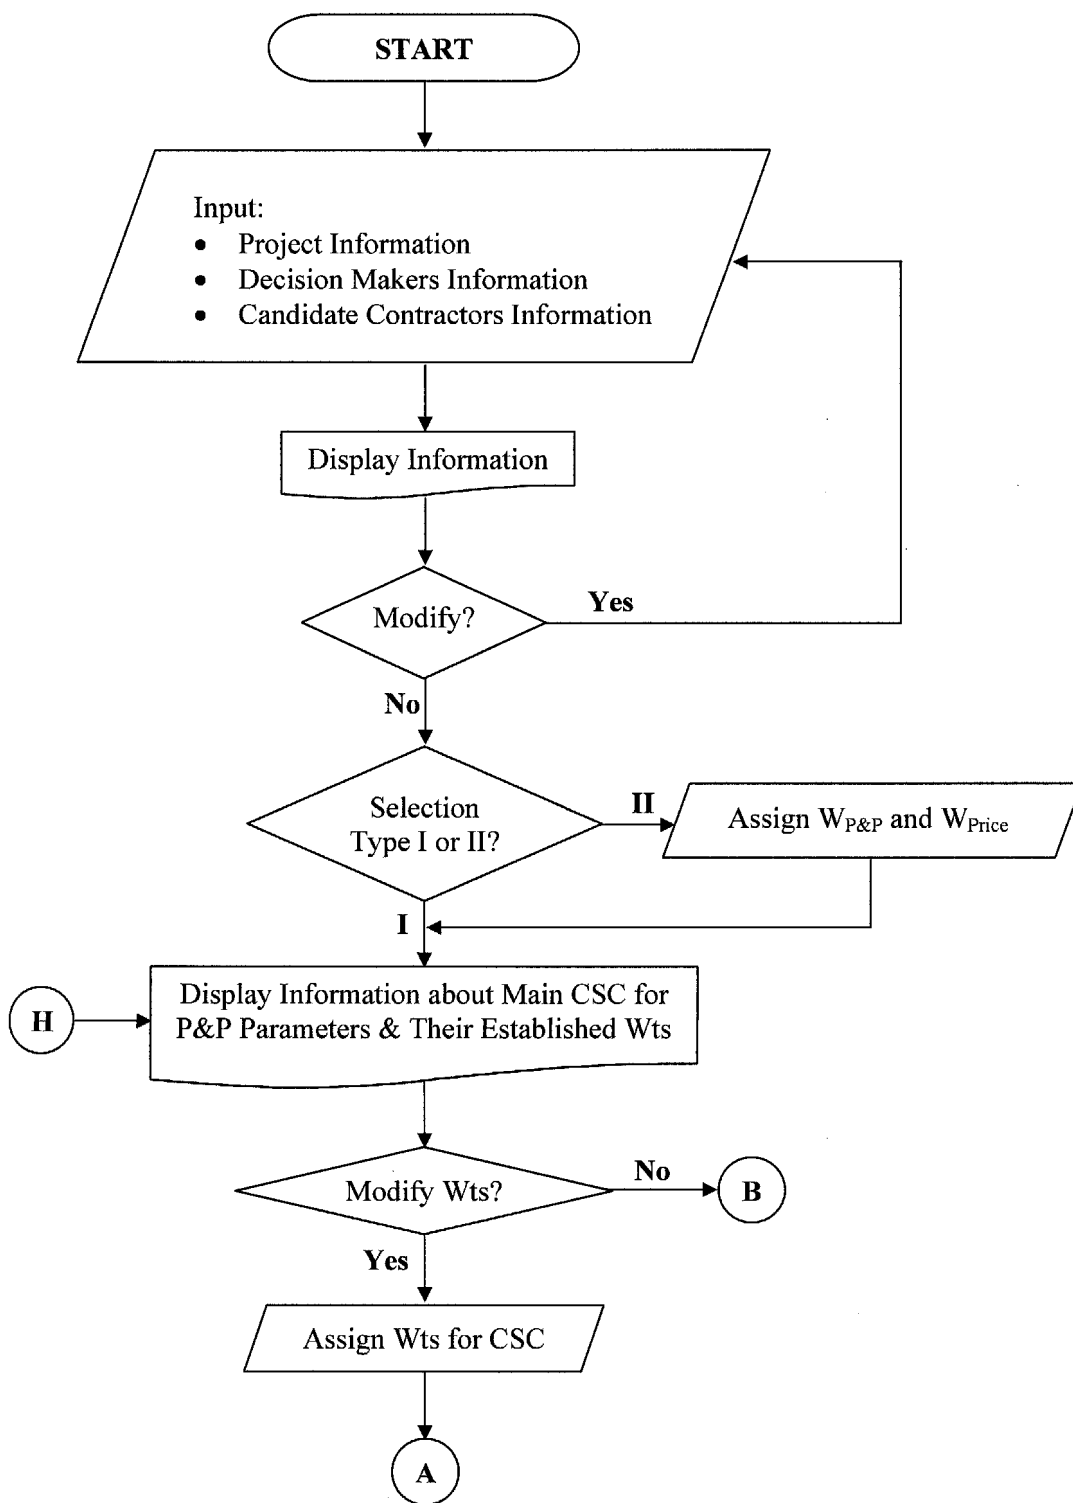 START
Input:
• Project Information
• Decision Makers Information
• Candidate Contractors Information
Display Information
Modify?
Yes
No
Selection
Type I or II?
II
Assign W_P&P and W_Price
I
Display Information about Main CSC for
P&P Parameters & Their Established Wts
H
Modify Wts?
No
B
Yes
Assign Wts for CSC
A